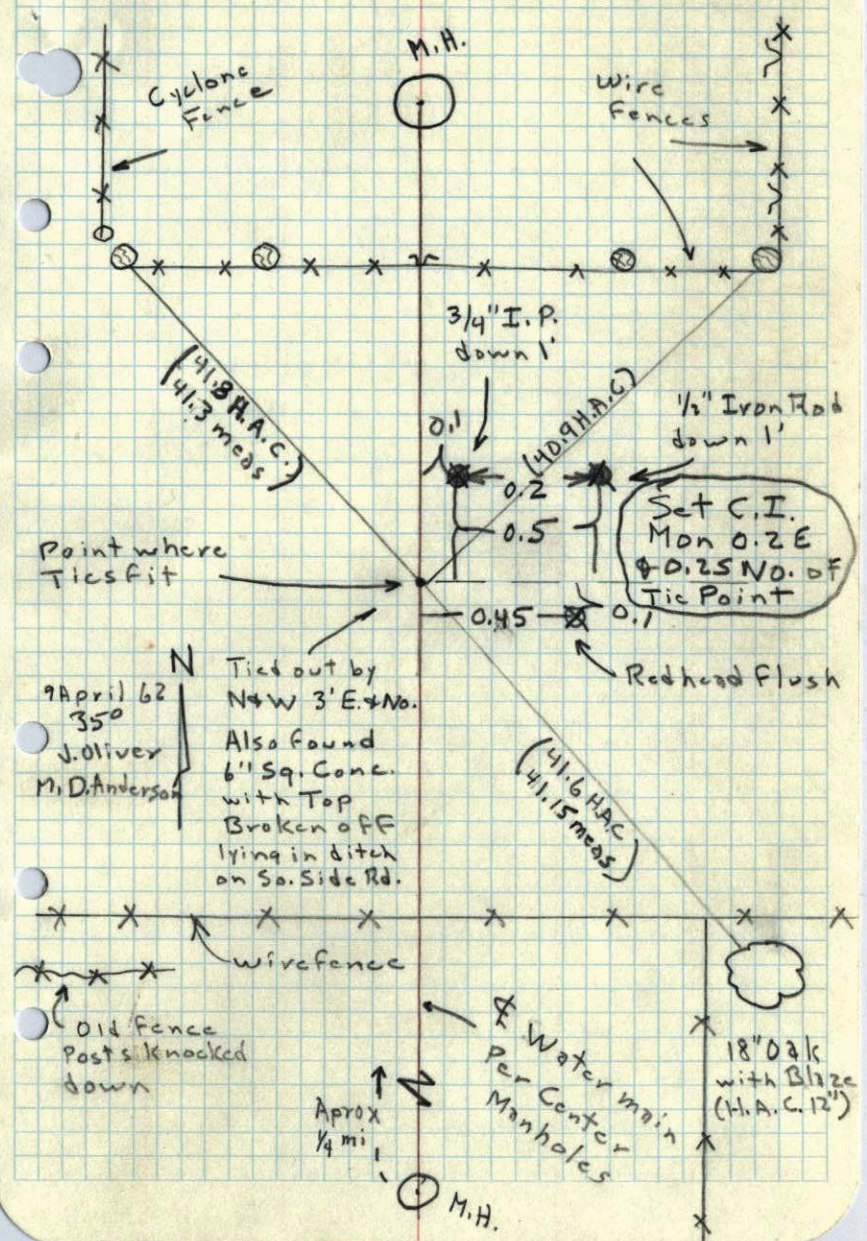 M.H.
Cyclone
Fence
Wire
Fences
3/4" I.P.
down 1'
(41.8 H.A.C.
41.3 meas)
(40.9 H.A.C)
0.1
1/2" Iron Rod
down 1'
0.2
0.5
Set C.I.
Mon 0.2 E
& 0.25 No. of
Tie Point
Point where
Ties fit
0.45
0.1
Redhead Flush
N
9 April 62
35°
J. Oliver
M.D. Anderson
Tied out by
N&W 3' E.&No.
Also found
6" Sq. Conc.
with Top
Broken off
lying in ditch
on So. Side Rd.
(41.6 HAC
41.15 meas)
wire fence
Old Fence
Posts Knocked
down
℄ Water main
Per Center
Manholes
18" Oak
with Blaze
(H.A.C. 12")
Aprox
1/4 mi
M.H.